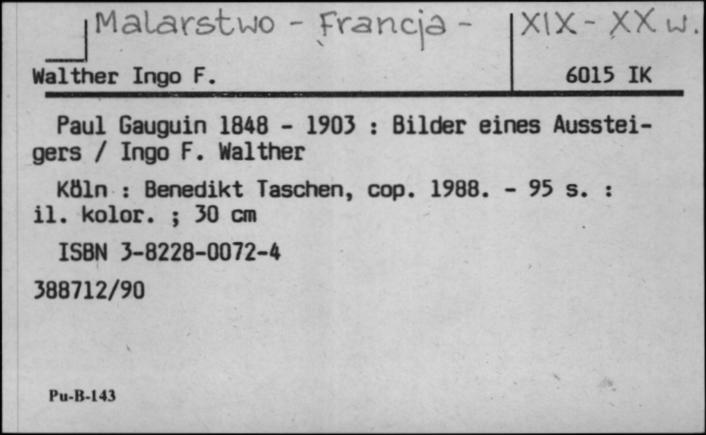 Malarstwo - Francja - XIX - XX w.
Walther Ingo F. 6015 IK
Paul Gauguin 1848 - 1903 : Bilder eines Ausstei-
gers / Ingo F. Walther
Köln : Benedikt Taschen, cop. 1988. - 95 s. :
il. kolor. ; 30 cm
ISBN 3-8228-0072-4
388712/90
Pu-B-143